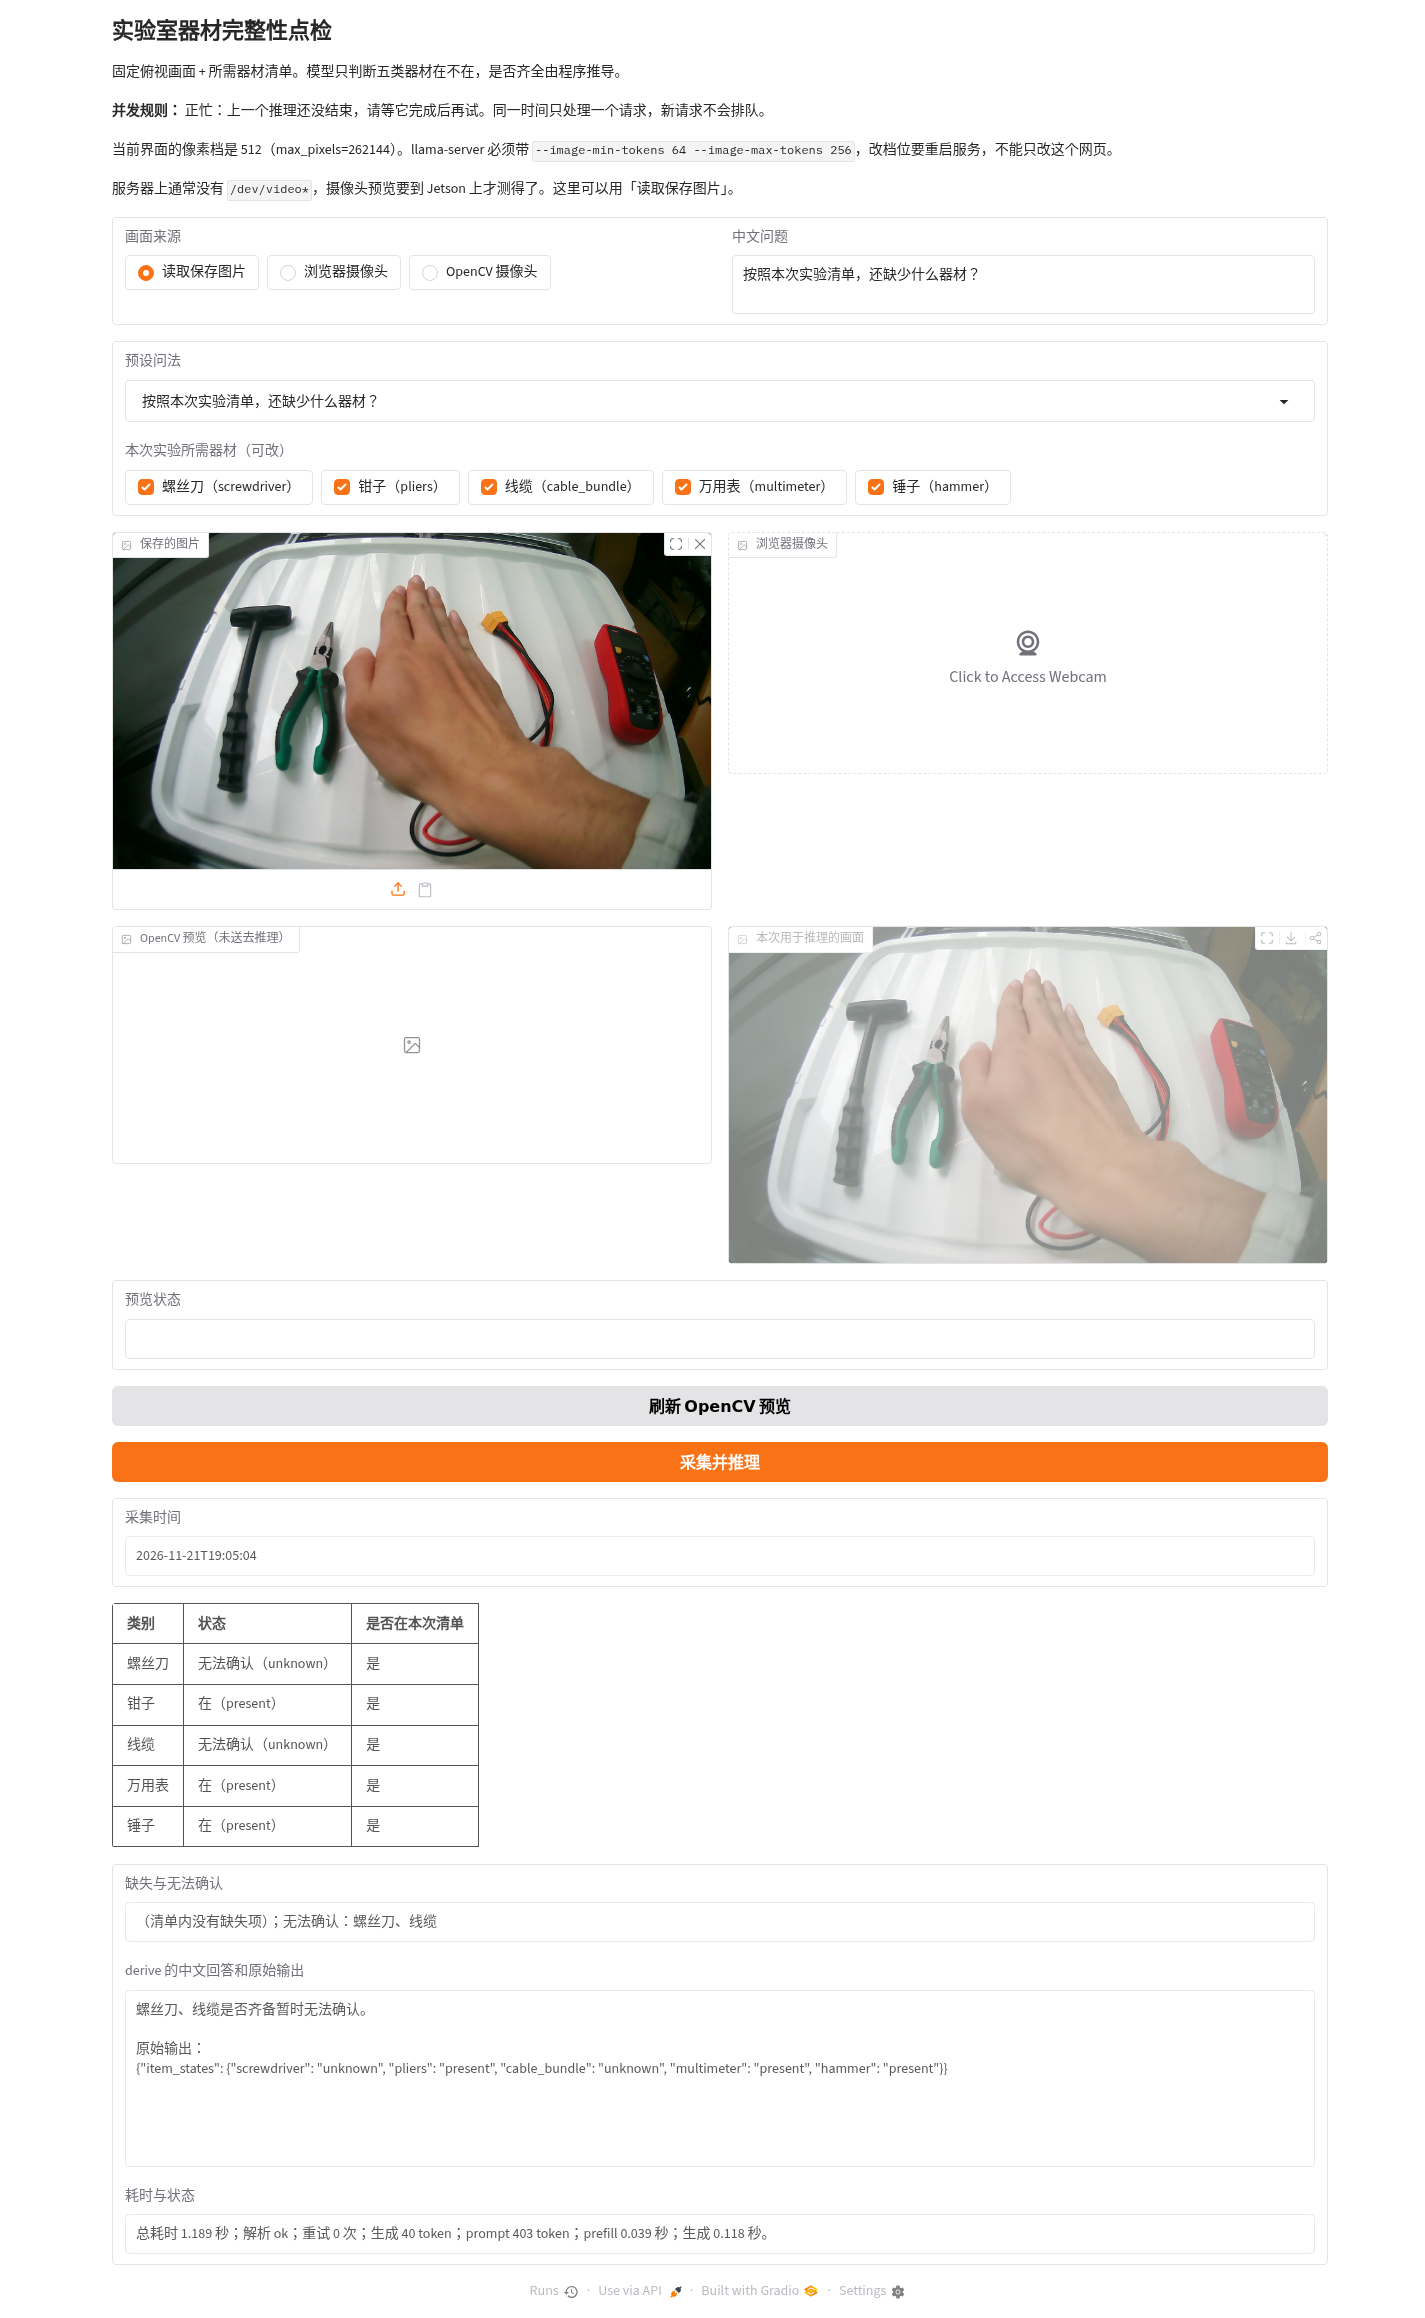 实验室器材完整性点检
固定俯视画面 + 所需器材清单。模型只判断五类器材在不在，是否齐全由程序推导。
并发规则： 正忙：上一个推理还没结束，请等它完成后再试。同一时间只处理一个请求，新请求不会排队。
当前界面的像素档是 512（max_pixels=262144）。llama-server 必须带 --image-min-tokens 64 --image-max-tokens 256，改档位要重启服务，不能只改这个网页。
服务器上通常没有 /dev/video*，摄像头预览要到 Jetson 上才测得了。这里可以用「读取保存图片」。
画面来源
读取保存图片 浏览器摄像头 OpenCV 摄像头
中文问题
按照本次实验清单，还缺少什么器材？
预设问法
按照本次实验清单，还缺少什么器材？
本次实验所需器材（可改）
螺丝刀（screwdriver） 钳子（pliers） 线缆（cable_bundle） 万用表（multimeter） 锤子（hammer）
保存的图片
浏览器摄像头
Click to Access Webcam
OpenCV 预览（未送去推理）
本次用于推理的画面
预览状态
刷新 OpenCV 预览
采集并推理
采集时间
2026-11-21T19:05:04
类别 状态 是否在本次清单
螺丝刀 无法确认（unknown） 是
钳子 在（present） 是
线缆 无法确认（unknown） 是
万用表 在（present） 是
锤子 在（present） 是
缺失与无法确认
（清单内没有缺失项）；无法确认：螺丝刀、线缆
derive 的中文回答和原始输出
螺丝刀、线缆是否齐备暂时无法确认。
原始输出：
{"item_states": {"screwdriver": "unknown", "pliers": "present", "cable_bundle": "unknown", "multimeter": "present", "hammer": "present"}}
耗时与状态
总耗时 1.189 秒；解析 ok；重试 0 次；生成 40 token；prompt 403 token；prefill 0.039 秒；生成 0.118 秒。
Runs · Use via API · Built with Gradio · Settings